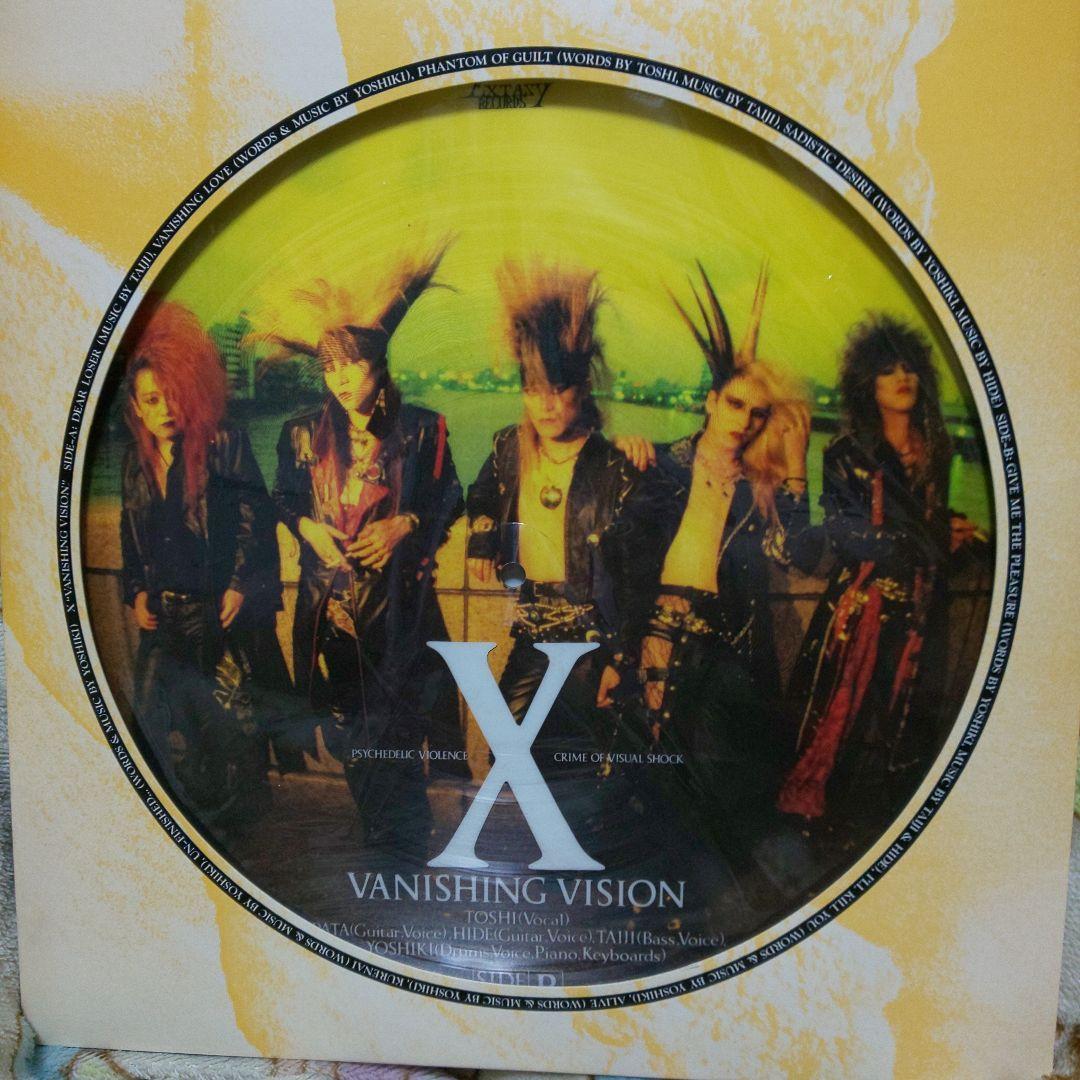 X "VANISHING VISION" SIDE-A: DEAR LOSER (MUSIC BY TAIJI), VANISHING LOVE (WORDS & MUSIC BY YOSHIKI), PHANTOM OF GUILT (WORDS BY TOSHI, MUSIC BY TAIJI), SADISTIC DESIRE (WORDS BY YOSHIKI, MUSIC BY HIDE) SIDE-B: GIVE ME THE PLEASURE (WORDS BY YOSHIKI, MUSIC BY TAIJI & HIDE), I'LL KILL YOU (WORDS & MUSIC BY YOSHIKI), ALIVE (WORDS & MUSIC BY YOSHIKI), KURENAI (WORDS & MUSIC BY YOSHIKI), UN-FINISHED... (WORDS & MUSIC BY YOSHIKI)
EXTASY
RECORDS
X
PSYCHEDELIC VIOLENCE CRIME OF VISUAL SHOCK
VANISHING VISION
TOSHI(Vocal)
PATA(Guitar,Voice), HIDE(Guitar,Voice), TAIJI(Bass,Voice),
YOSHIKI(Drums,Voice,Piano,Keyboards)
SIDE